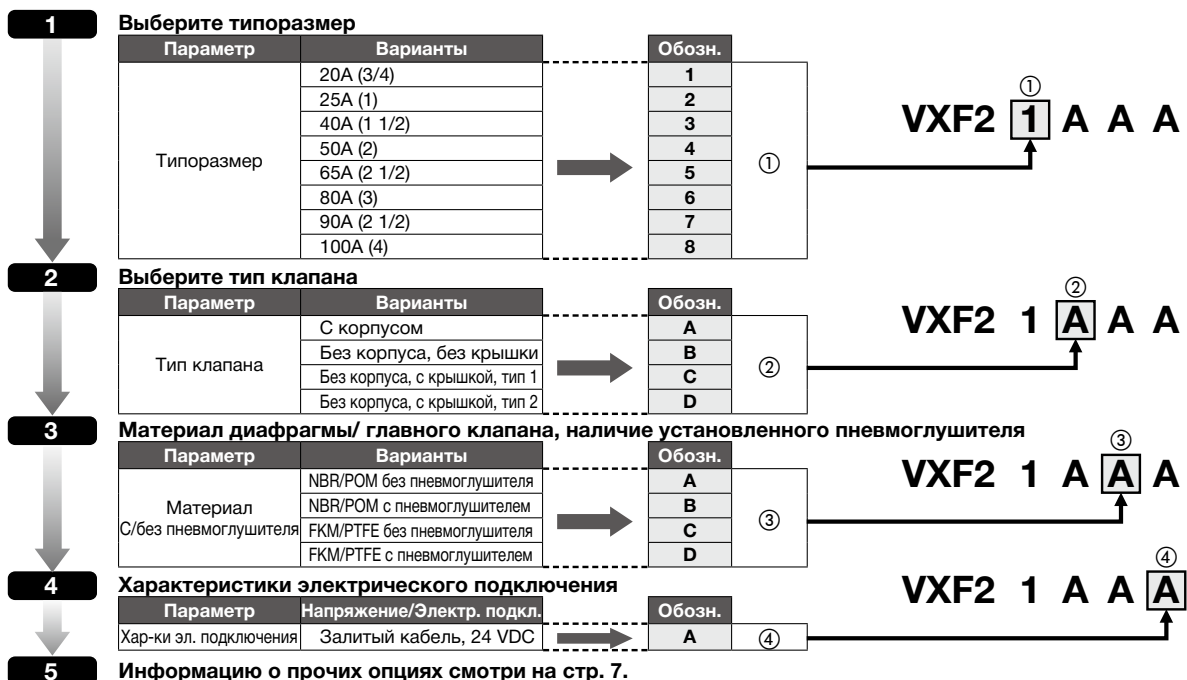 1 Выберите типоразмер
Параметр Варианты Обозн.
Типоразмер
20A (3/4) 1
25A (1) 2
40A (1 1/2) 3
50A (2) 4
65A (2 1/2) 5
80A (3) 6
90A (2 1/2) 7
100A (4) 8
①
①
VXF2 1 A A A
2 Выберите тип клапана
Параметр Варианты Обозн.
Тип клапана
С корпусом A
Без корпуса, без крышки B
Без корпуса, с крышкой, тип 1 C
Без корпуса, с крышкой, тип 2 D
②
②
VXF2 1 A A A
3 Материал диафрагмы/ главного клапана, наличие установленного пневмоглушителя
Параметр Варианты Обозн.
Материал
С/без пневмоглушителя
NBR/POM без пневмоглушителя A
NBR/POM с пневмоглушителем B
FKM/PTFE без пневмоглушителя C
FKM/PTFE с пневмоглушителем D
③
③
VXF2 1 A A A
4 Характеристики электрического подключения
Параметр Напряжение/Электр. подкл. Обозн.
Хар-ки эл. подключения Залитый кабель, 24 VDC A ④
④
VXF2 1 A A A
5 Информацию о прочих опциях смотри на стр. 7.